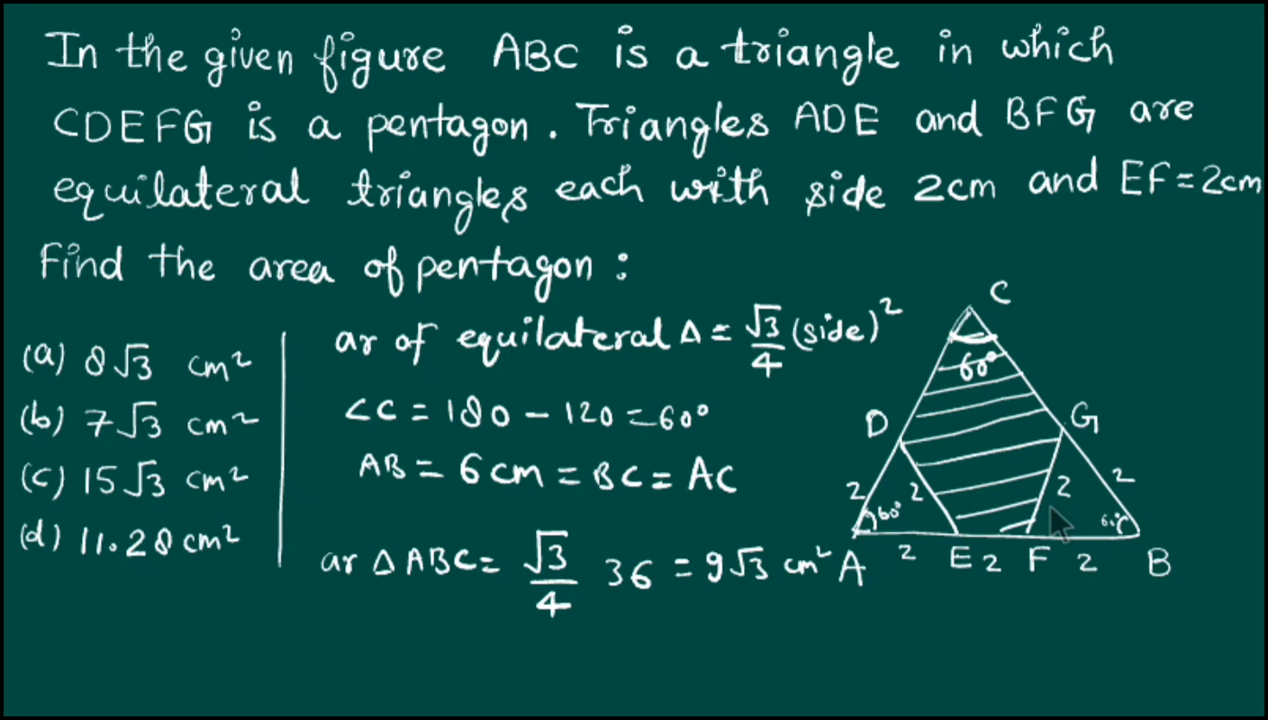 In the given figure ABC is a triangle in which
CDEFG is a pentagon. Triangles ADE and BFG are
equilateral triangles each with side 2cm and EF=2cm
Find the area of pentagon :
(a) 8√3 cm²
(b) 7√3 cm²
(c) 15√3 cm²
(d) 11.28 cm²
ar of equilateral Δ = √3/4 (side)²
∠C = 180 - 120 = 60°
AB = 6cm = BC = AC
ar Δ ABC = √3/4 36 = 9√3 cm²
C
60°
D
G
2
2
2
2
60°
60°
A
2
E
2
F
2
B